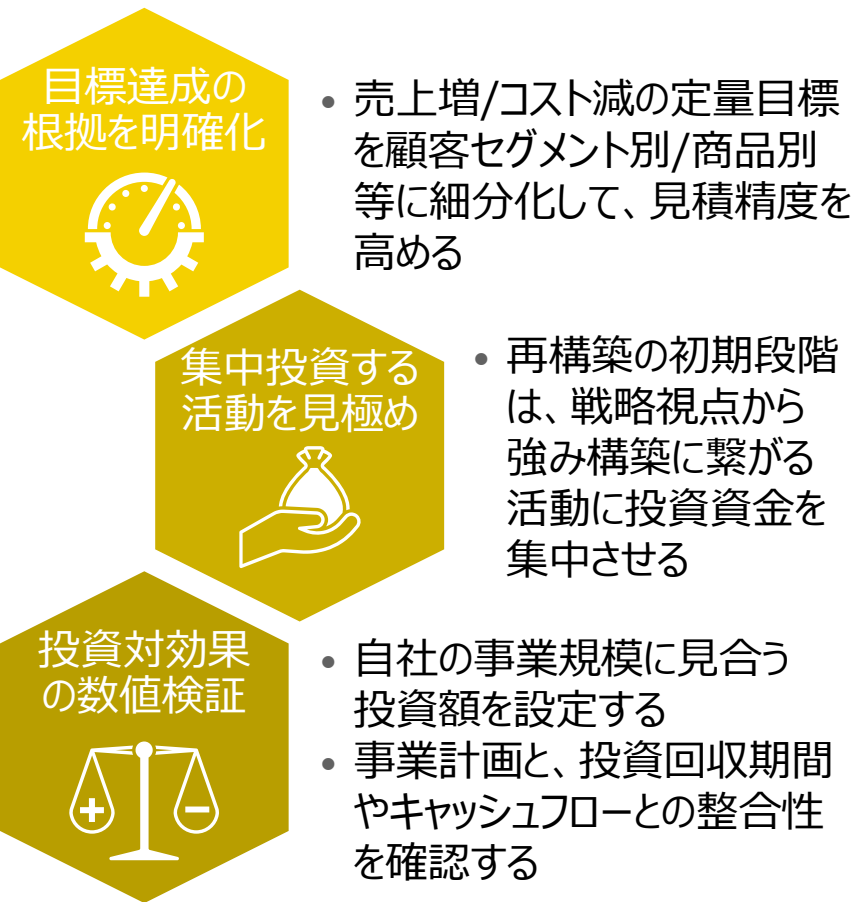 目標達成の
根拠を明確化
• 売上増/コスト減の定量目標
を顧客セグメント別/商品別
等に細分化して、見積精度を
高める
集中投資する
活動を見極め
• 再構築の初期段階
は、戦略視点から
強み構築に繋がる
活動に投資資金を
集中させる
投資対効果
の数値検証
• 自社の事業規模に見合う
投資額を設定する
• 事業計画と、投資回収期間
やキャッシュフローとの整合性
を確認する